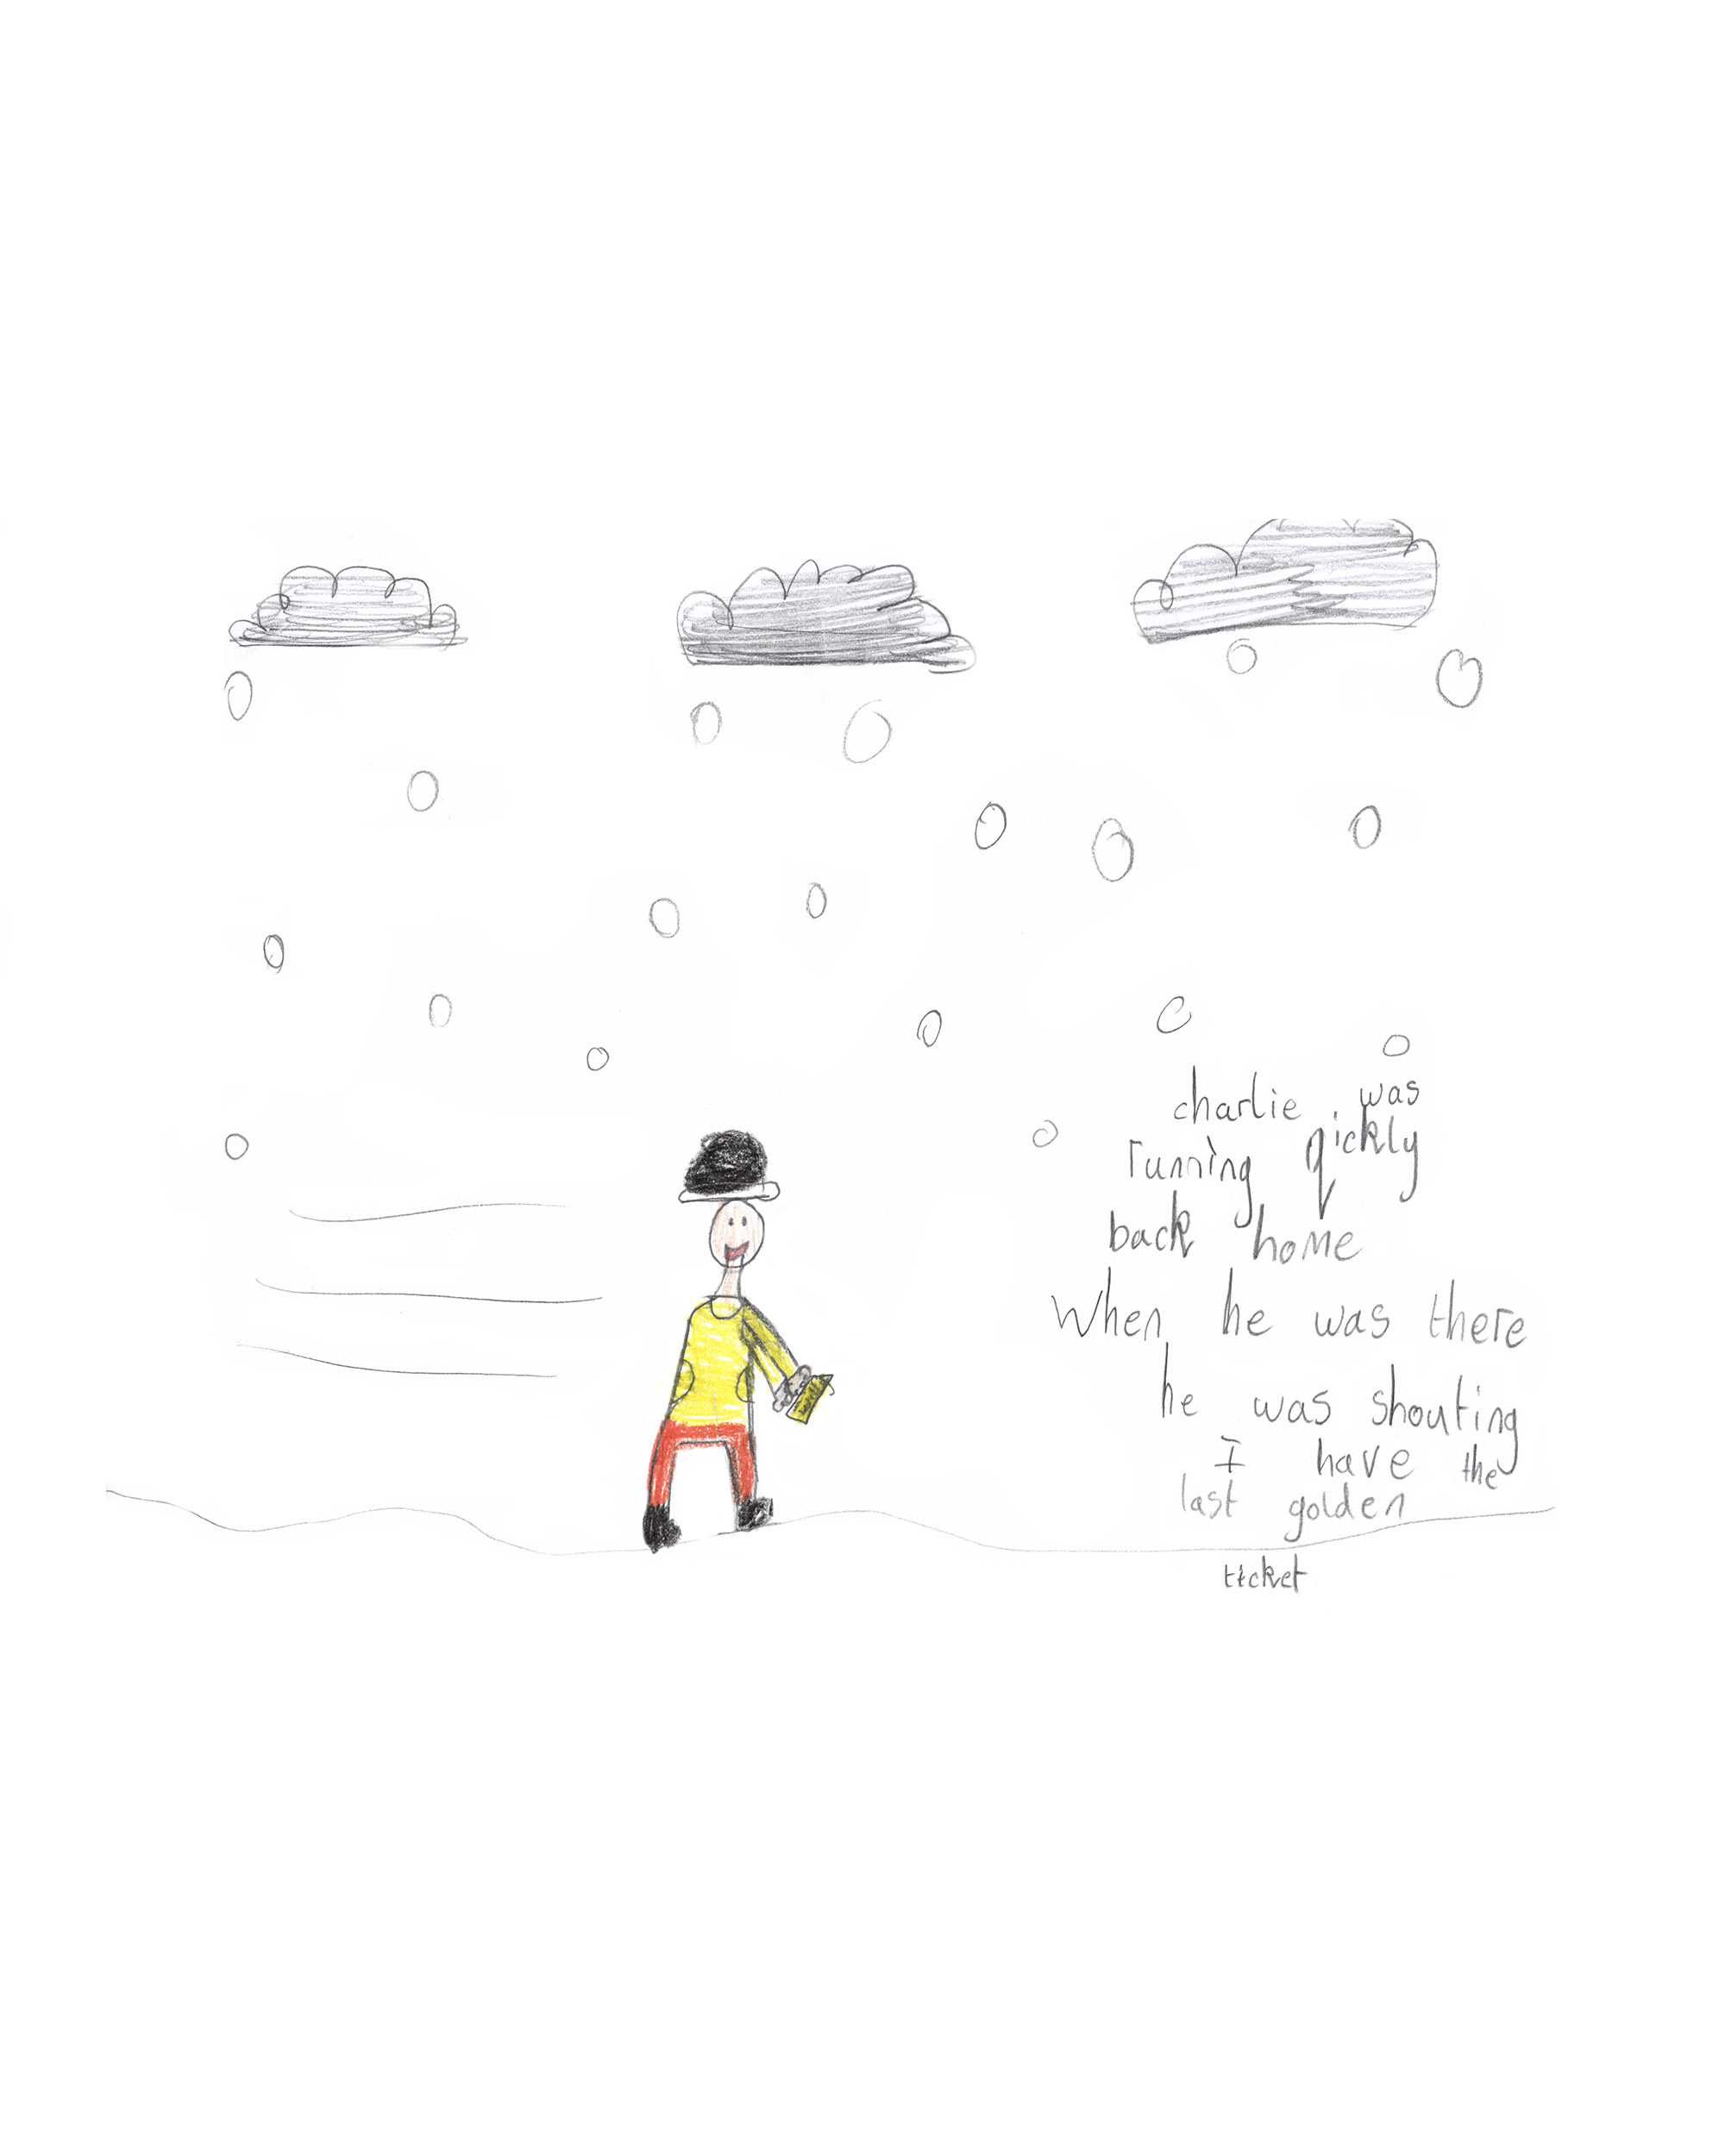 charlie was
running qickly
back home
When he was there
he was shouting
I have the
last golden
ticket